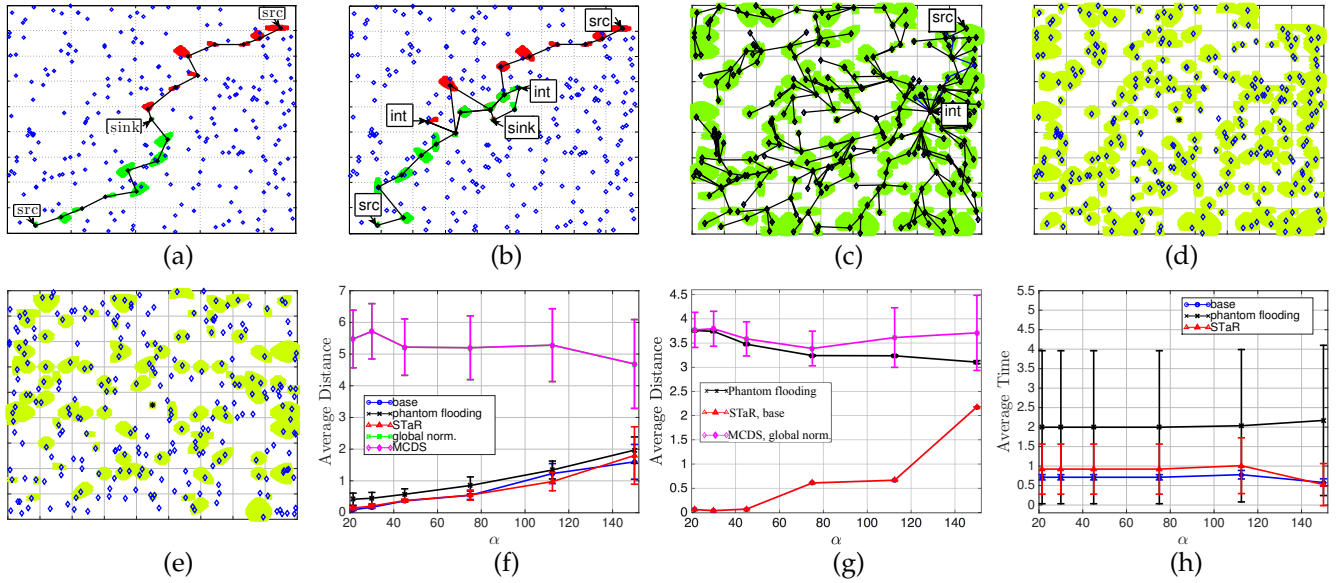 src
sink
src
(a)
src
int
int
sink
src
(b)
src
int
(c)
(d)
(e)
7
6
5
4
3
2
1
0
Average Distance
base
phantom flooding
STaR
global norm.
MCDS
20 40 60 80 100 120 140
α
(f)
4.5
4
3.5
3
2.5
2
1.5
1
0.5
0
Average Distance
Phantom flooding
STaR, base
MCDS, global norm.
20 40 60 80 100 120 140
α
(g)
5.5
5
4.5
4
3.5
3
2.5
2
1.5
1
0.5
0
Average Time
base
phantom flooding
STaR
20 40 60 80 100 120 140
α
(h)